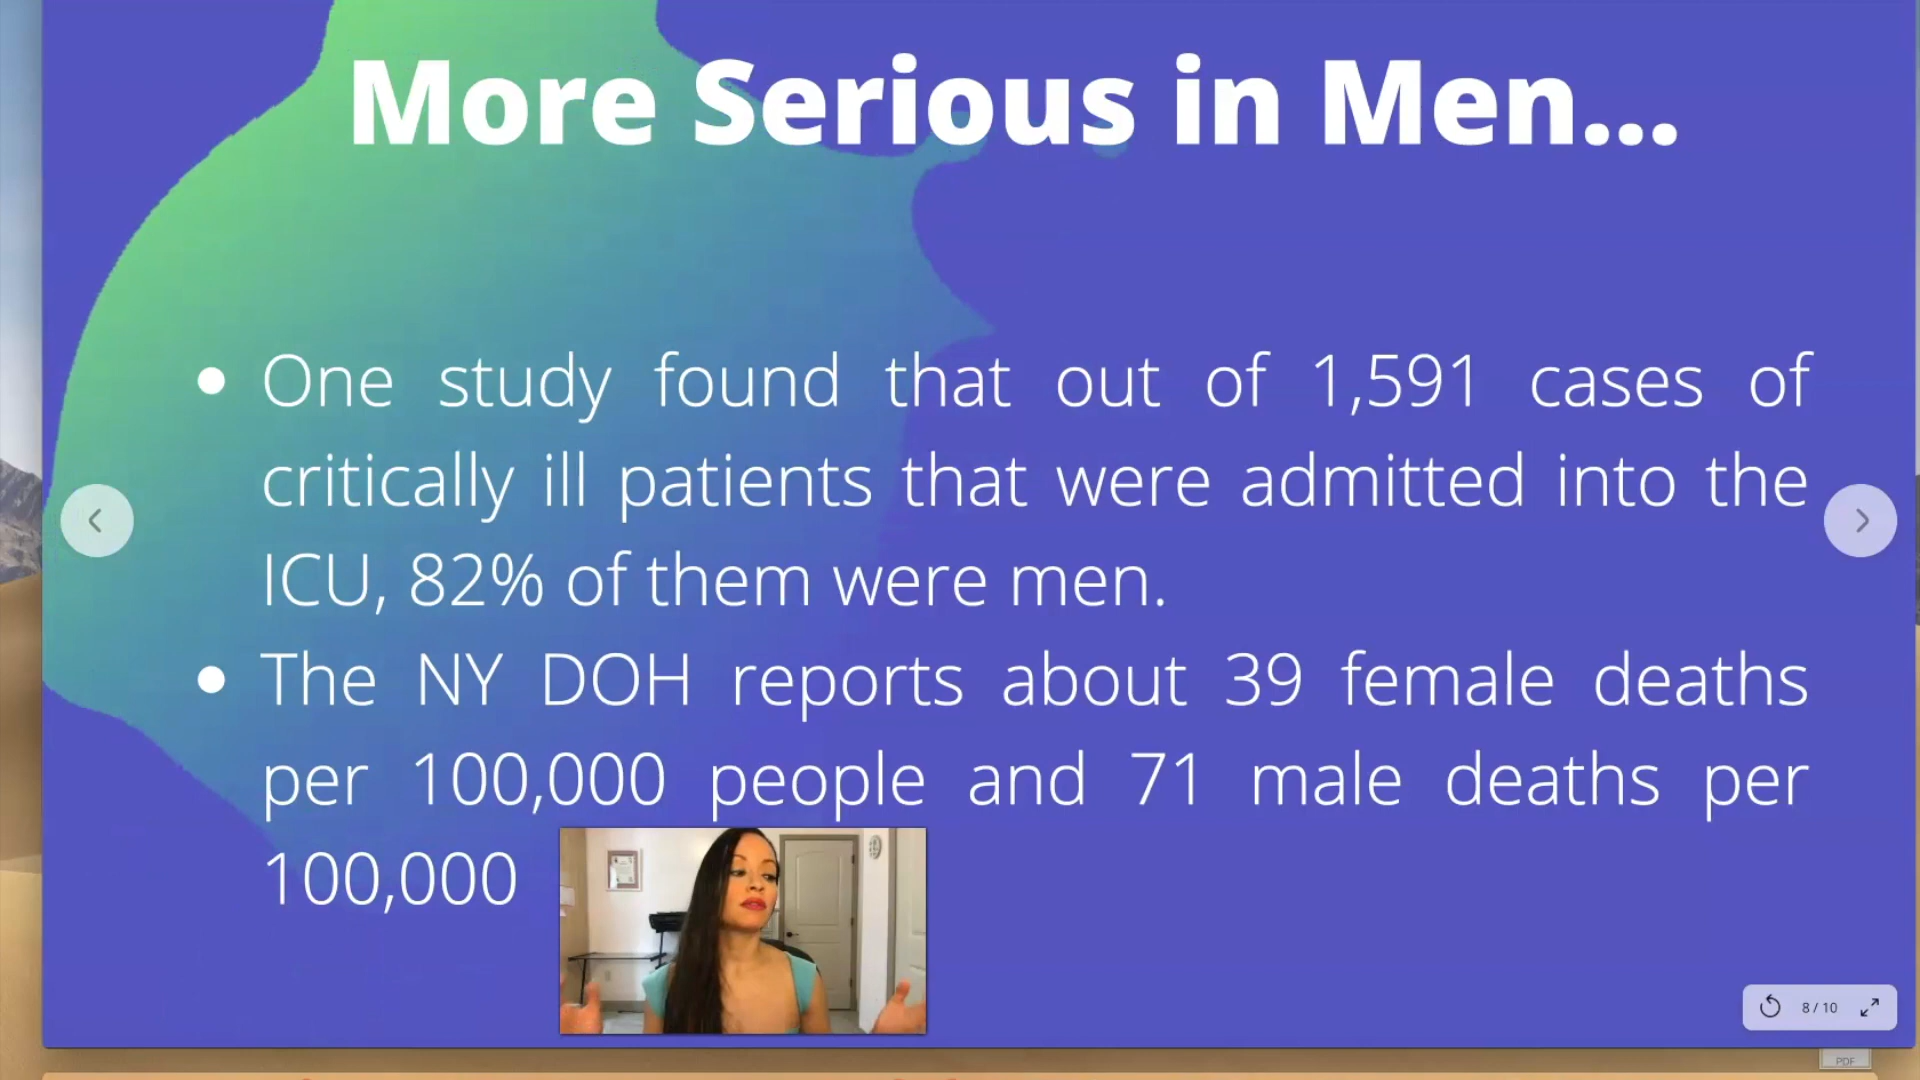 More Serious in Men...
• One study found that out of 1,591 cases of
critically ill patients that were admitted into the
ICU, 82% of them were men.
• The NY DOH reports about 39 female deaths
per 100,000 people and 71 male deaths per
100,000
8 / 10
PDF